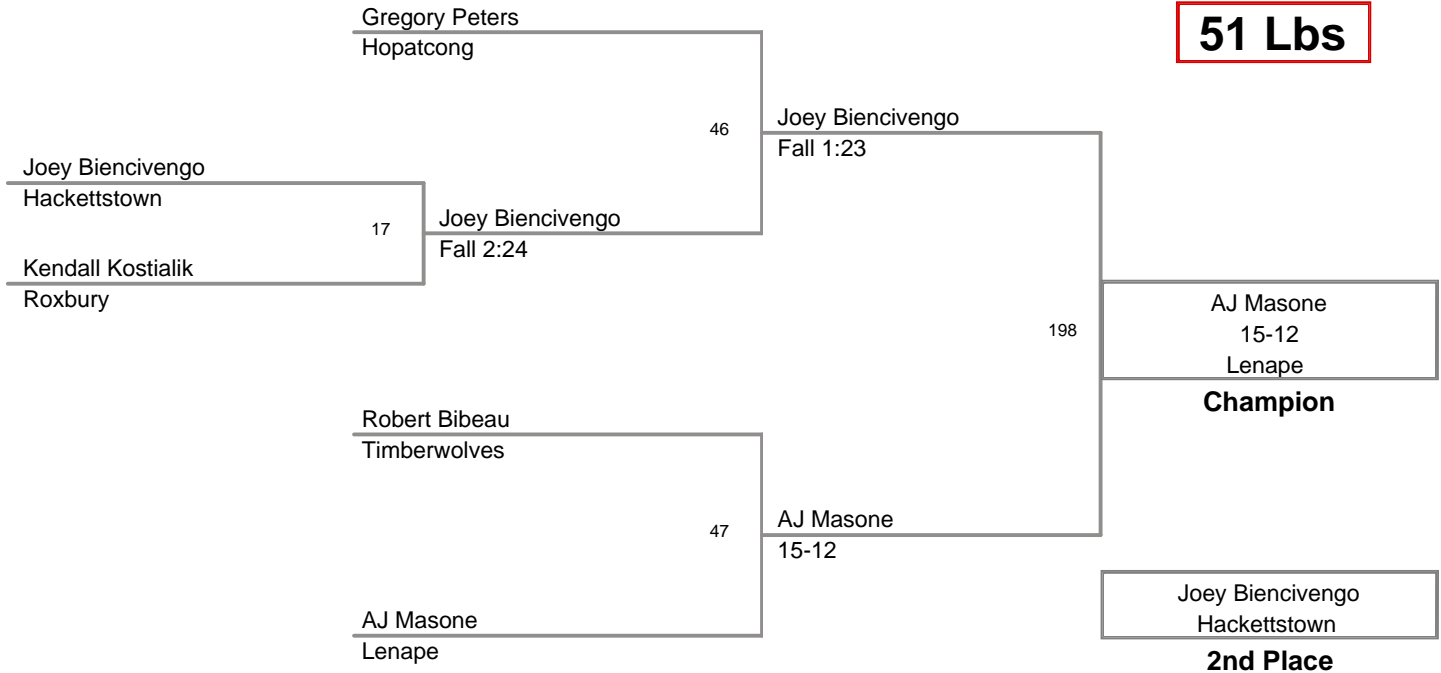 Gregory Peters
Hopatcong
51 Lbs
46
Joey Biencivengo
Fall 1:23
Joey Biencivengo
Hackettstown
17
Joey Biencivengo
Fall 2:24
Kendall Kostialik
Roxbury
198
AJ Masone
15-12
Lenape
Champion
Robert Bibeau
Timberwolves
47
AJ Masone
15-12
AJ Masone
Lenape
Joey Biencivengo
Hackettstown
2nd Place